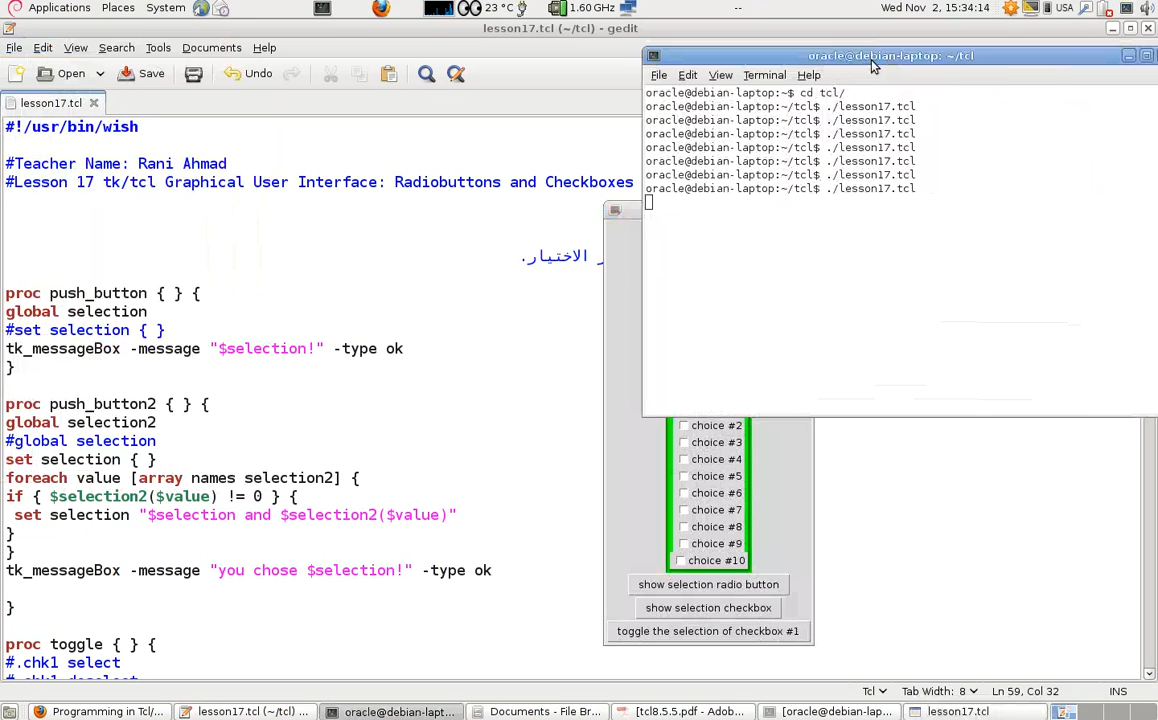 Applications Places System 23 °C 1.60 GHz -- Wed Nov 2, 15:34:14 USA
lesson17.tcl (~/tcl) - gedit
File Edit View Search Tools Documents Help
Open Save Undo
lesson17.tcl
#!/usr/bin/wish
#Teacher Name: Rani Ahmad
#Lesson 17 tk/tcl Graphical User Interface: Radiobuttons and Checkboxes
الاختيار.
proc push_button { } {
global selection
#set selection { }
tk_messageBox -message "$selection!" -type ok
}
proc push_button2 { } {
global selection2
#global selection
set selection { }
foreach value [array names selection2] {
if { $selection2($value) != 0 } {
set selection "$selection and $selection2($value)"
}
}
tk_messageBox -message "you chose $selection!" -type ok
}
proc toggle { } {
#.chk1 select
#.chk1 deselect
oracle@debian-laptop: ~/tcl
File Edit View Terminal Help
oracle@debian-laptop:~$ cd tcl/
oracle@debian-laptop:~/tcl$ ./lesson17.tcl
oracle@debian-laptop:~/tcl$ ./lesson17.tcl
oracle@debian-laptop:~/tcl$ ./lesson17.tcl
oracle@debian-laptop:~/tcl$ ./lesson17.tcl
oracle@debian-laptop:~/tcl$ ./lesson17.tcl
oracle@debian-laptop:~/tcl$ ./lesson17.tcl
oracle@debian-laptop:~/tcl$ ./lesson17.tcl
choice #2
choice #3
choice #4
choice #5
choice #6
choice #7
choice #8
choice #9
choice #10
show selection radio button
show selection checkbox
toggle the selection of checkbox #1
Tcl Tab Width: 8 Ln 59, Col 32 INS
Programming in Tcl/... lesson17.tcl (~/tcl) ... oracle@debian-lapt... Documents - File Br... [tcl8.5.5.pdf - Adob... [oracle@debian-lap... lesson17.tcl